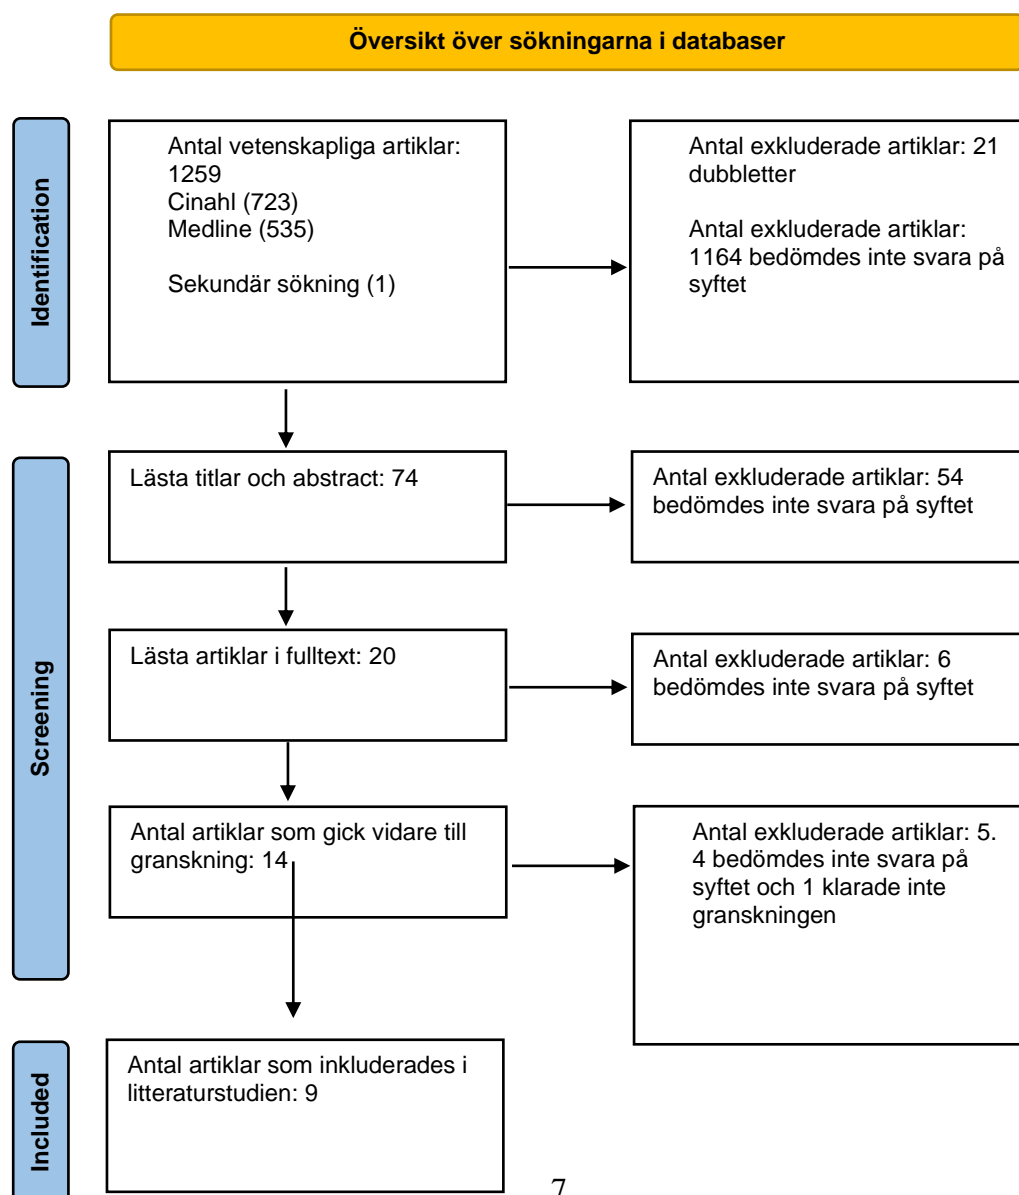 Översikt över sökningarna i databaser
Identification
Antal vetenskapliga artiklar:
1259
Cinahl (723)
Medline (535)
Sekundär sökning (1)
Antal exkluderade artiklar: 21
dubbletter
Antal exkluderade artiklar:
1164 bedömdes inte svara på
syftet
Screening
Lästa titlar och abstract: 74
Antal exkluderade artiklar: 54
bedömdes inte svara på syftet
Lästa artiklar i fulltext: 20
Antal exkluderade artiklar: 6
bedömdes inte svara på syftet
Antal artiklar som gick vidare till
granskning: 14
Antal exkluderade artiklar: 5.
4 bedömdes inte svara på
syftet och 1 klarade inte
granskningen
Included
Antal artiklar som inkluderades i
litteraturstudien: 9
7